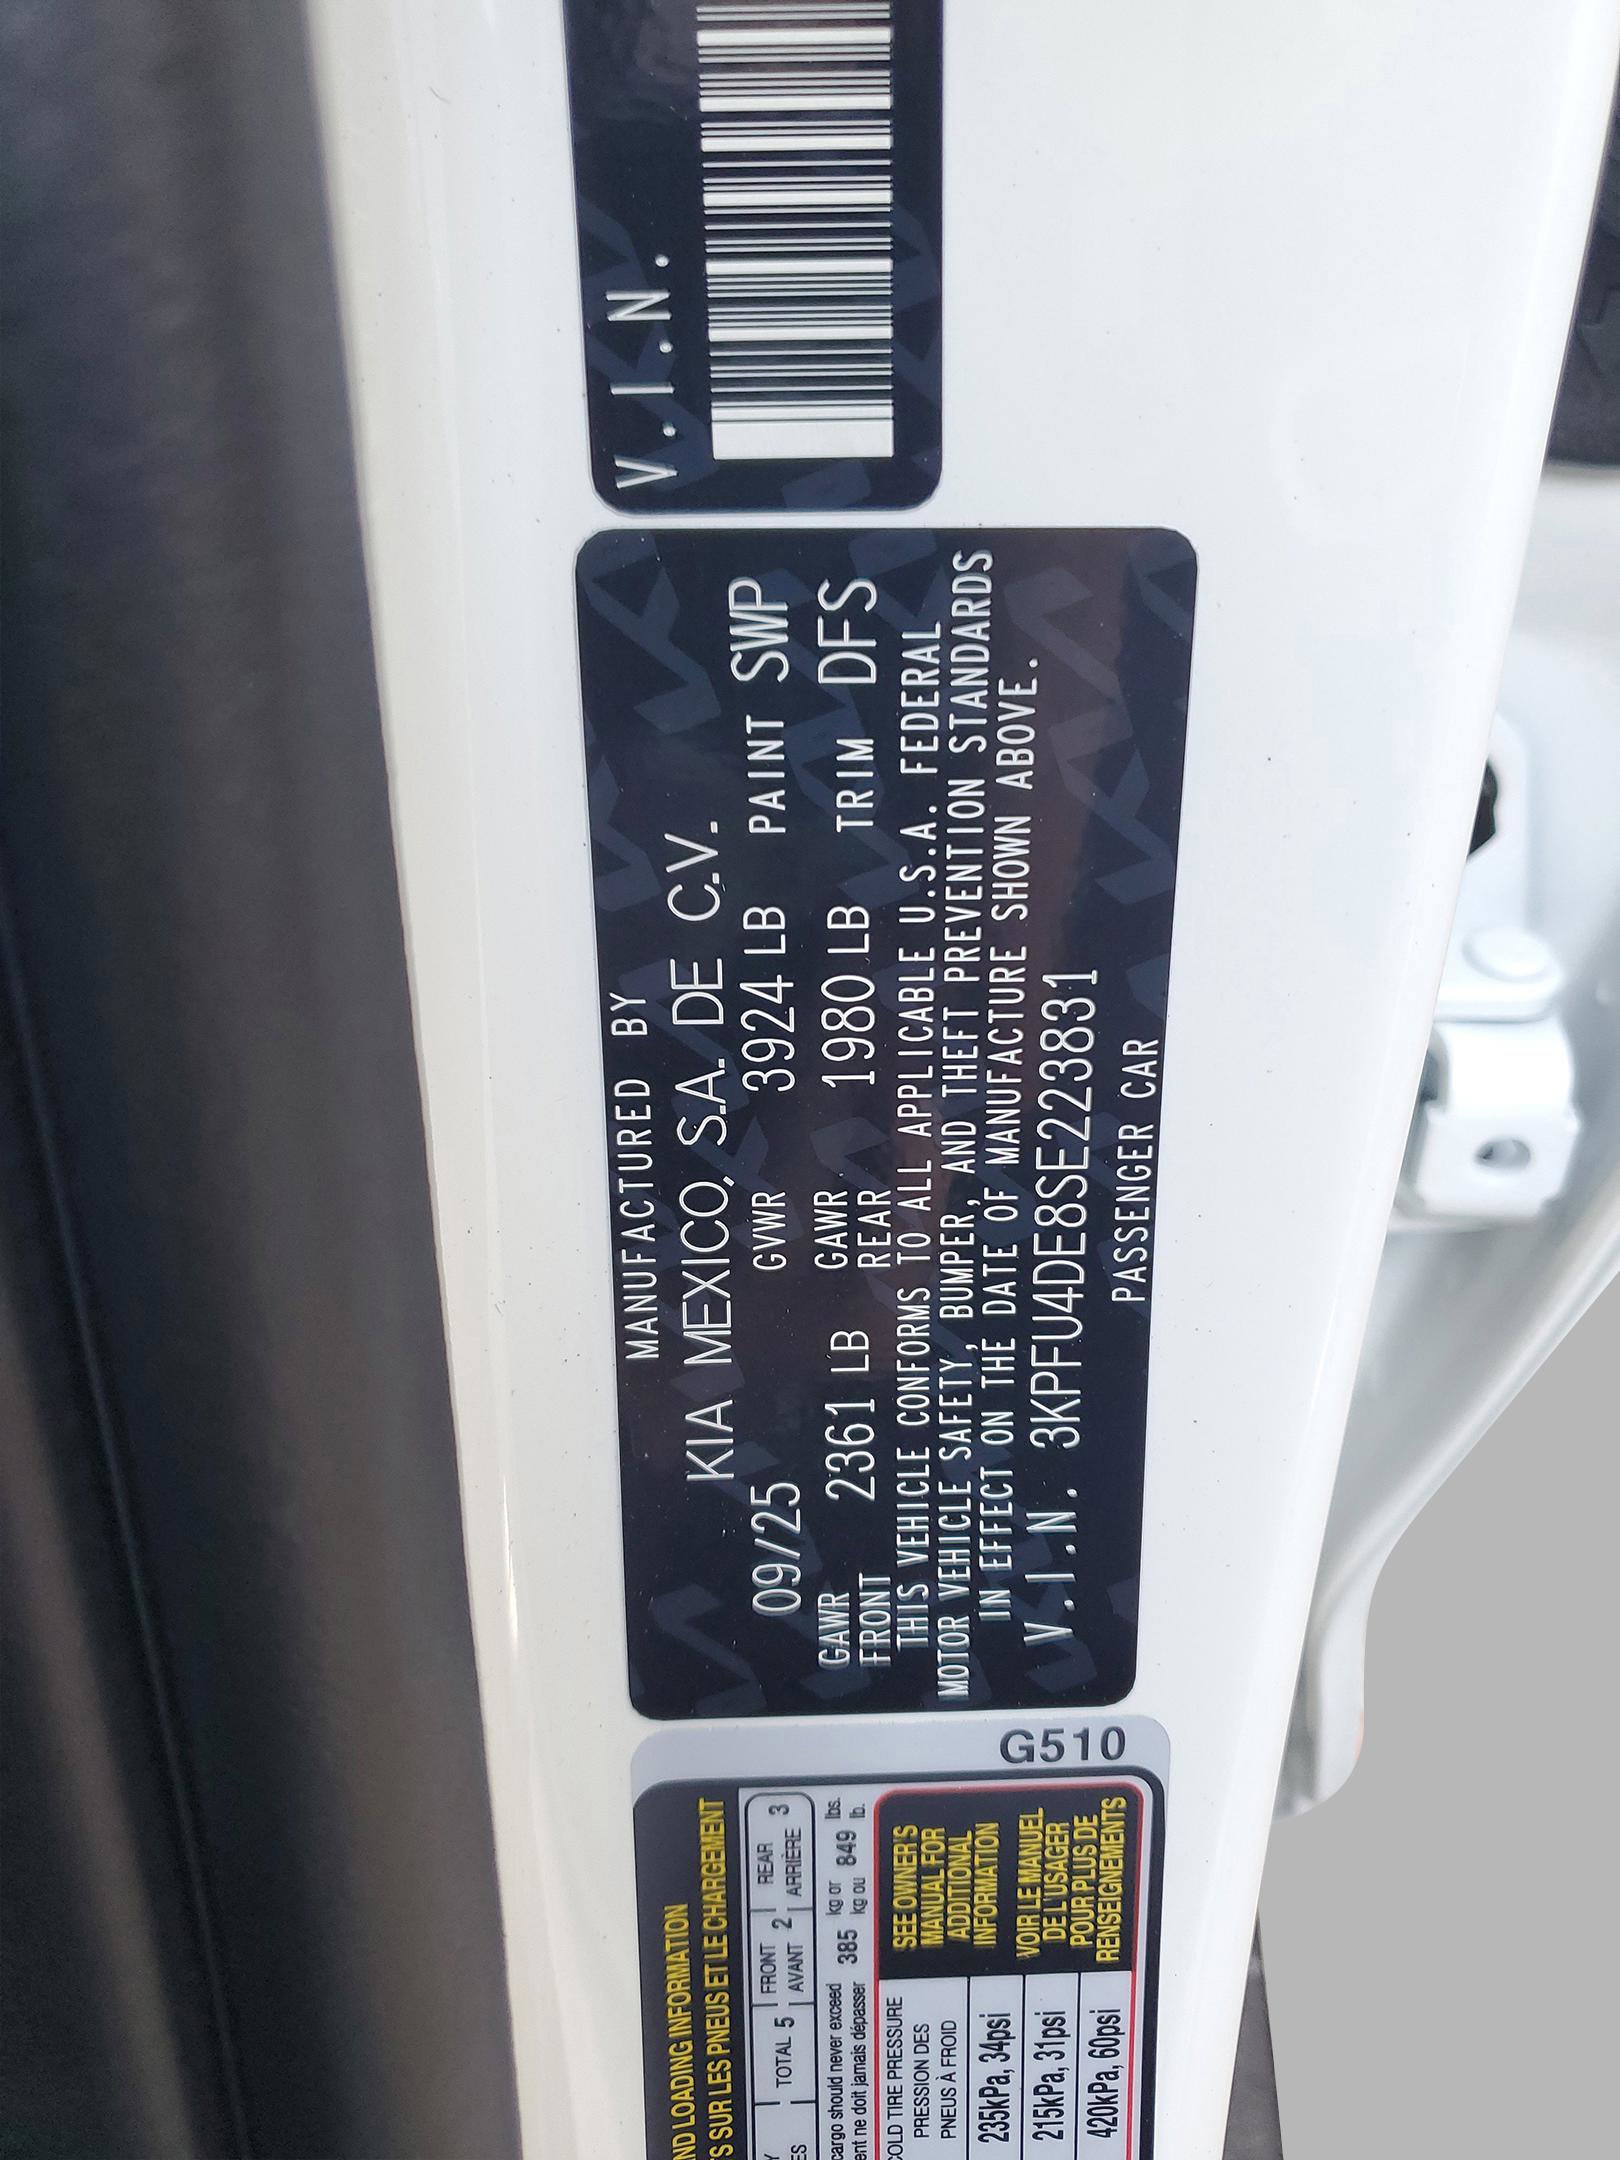 V.I.N.
MANUFACTURED BY
KIA MEXICO, S.A. DE C.V.
09/25 GVWR 3924 LB PAINT SWP
GAWR FRONT 2361 LB GAWR REAR 1980 LB TRIM DFS
THIS VEHICLE CONFORMS TO ALL APPLICABLE U.S.A. FEDERAL
MOTOR VEHICLE SAFETY, BUMPER, AND THEFT PREVENTION STANDARDS
IN EFFECT ON THE DATE OF MANUFACTURE SHOWN ABOVE.
V.I.N. 3KPFU4DE8SE223831
PASSENGER CAR
G510
LOADING INFORMATION
SUR LES PNEUS ET LE CHARGEMENT
TOTAL 5 FRONT AVANT 2 REAR ARRIÈRE 3
cargo should never exceed 385 kg or 849 lbs.
ne doit jamais dépasser kg ou lb.
COLD TIRE PRESSURE
PRESSION DES
PNEUS À FROID
235kPa, 34psi
215kPa, 31psi
420kPa, 60psi
SEE OWNER'S
MANUAL FOR
ADDITIONAL
INFORMATION
VOIR LE MANUEL
DE L'USAGER
POUR PLUS DE
RENSEIGNEMENTS